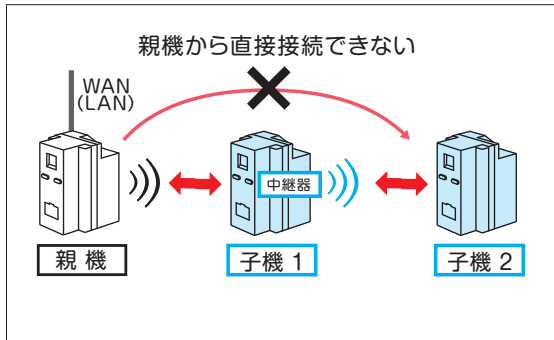 親機から直接接続できない
WAN
(LAN)
中継器
親 機
子機 1
子機 2